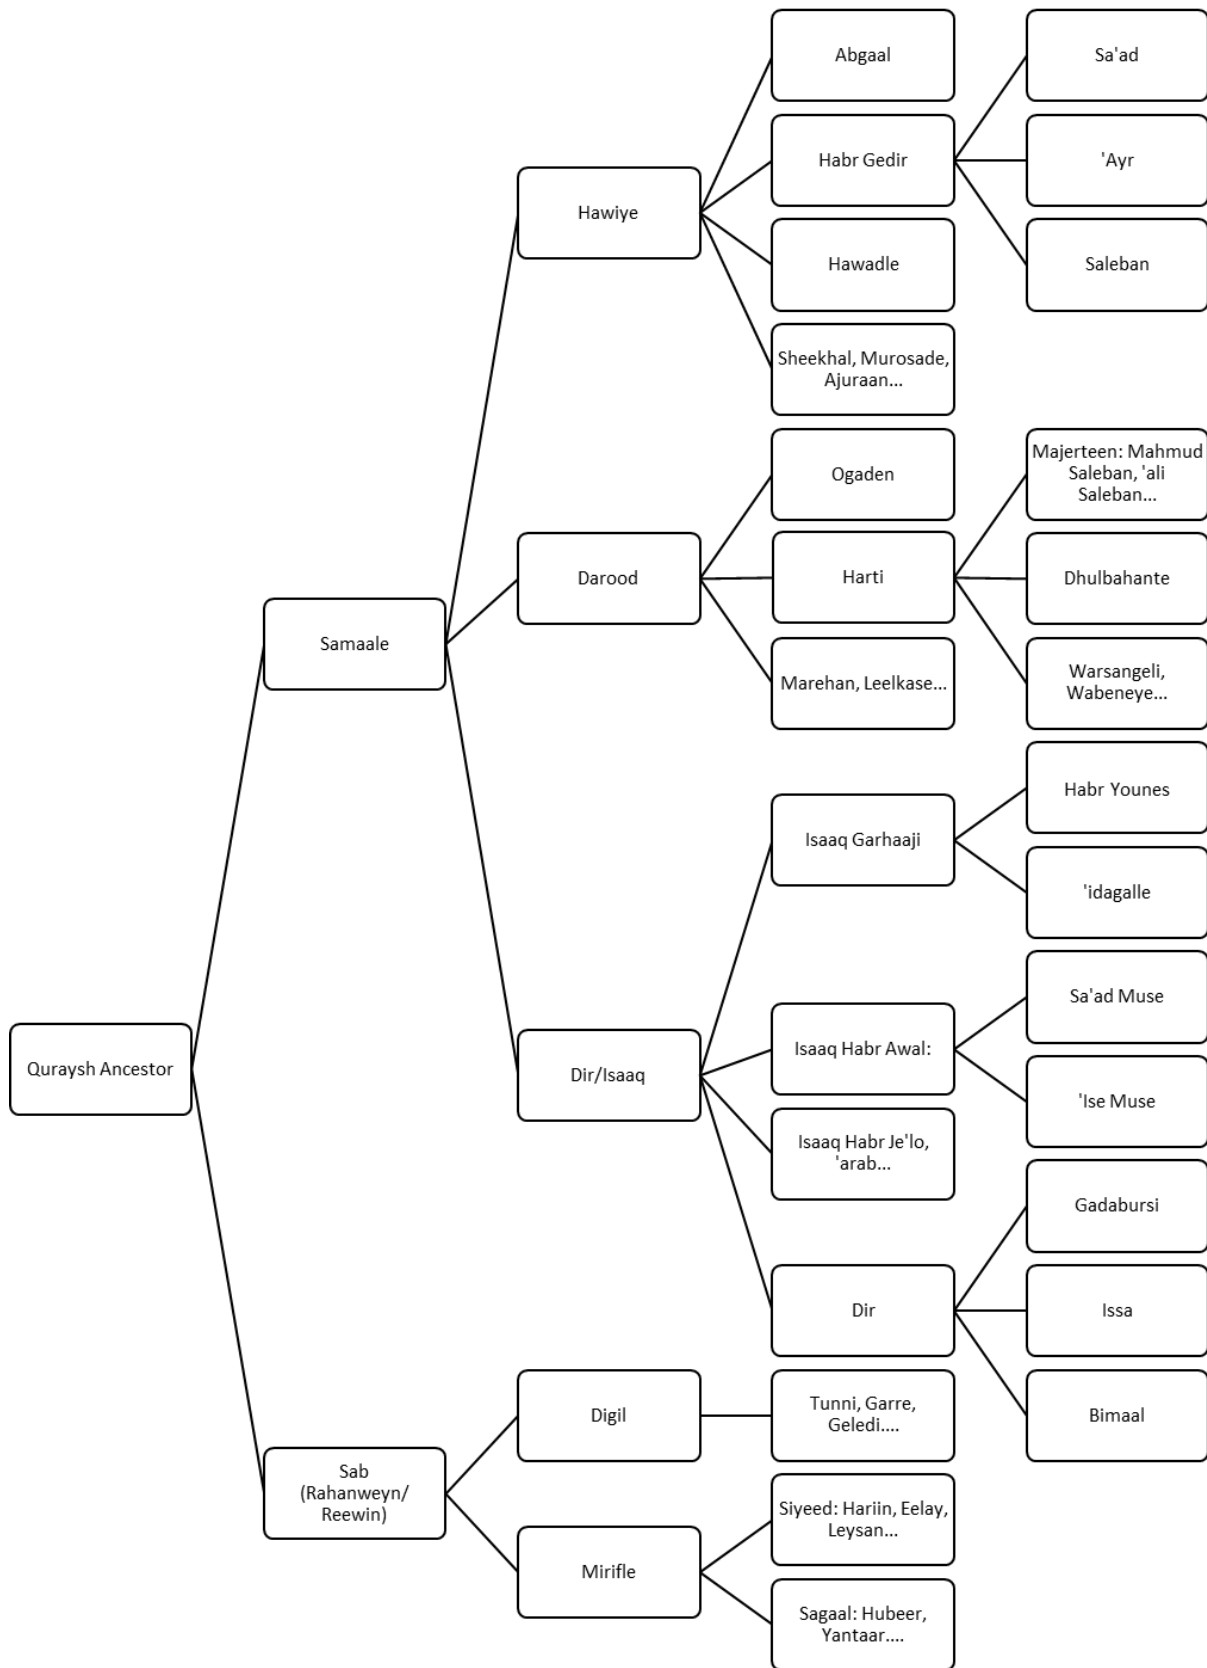 Abgaal
Sa'ad
Habr Gedir
'Ayr
Hawiye
Hawadle
Saleban
Sheekhal, Murosade,
Ajuraan...
Ogaden
Majerteen: Mahmud
Saleban, 'ali
Saleban...
Darood
Harti
Dhulbahante
Samaale
Marehan, Leelkase...
Warsangeli,
Wabeneye...
Habr Younes
Isaaq Garhaaji
'idagalle
Sa'ad Muse
Isaaq Habr Awal:
Quraysh Ancestor
Dir/Isaaq
'Ise Muse
Isaaq Habr Je'lo,
'arab...
Gadabursi
Dir
Issa
Digil
Tunni, Garre,
Geledi....
Bimaal
Sab
(Rahanweyn/
Reewin)
Siyeed: Hariin, Eelay,
Leysan...
Mirifle
Sagaal: Hubeer,
Yantaar....